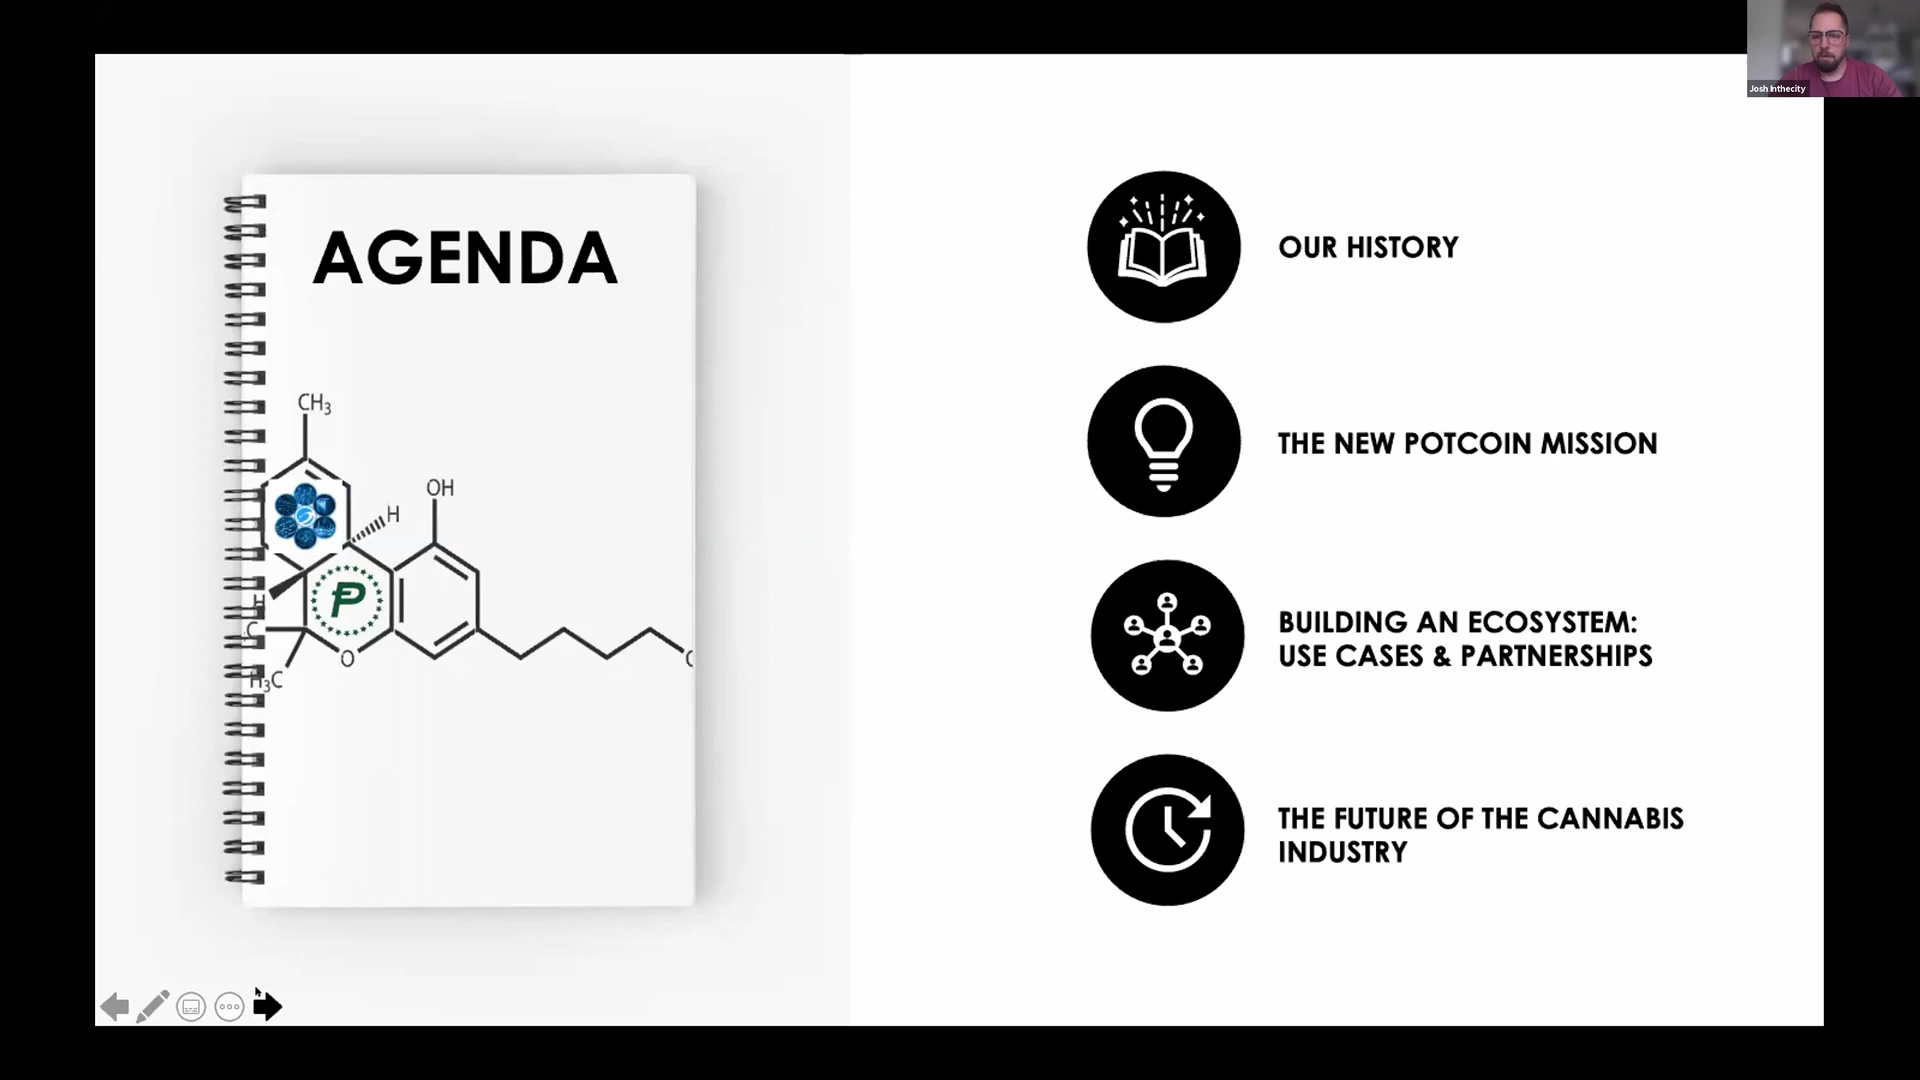 Josh Inthecity
AGENDA
CH3
OH
H
H
C
O
H3C
P
OUR HISTORY
THE NEW POTCOIN MISSION
BUILDING AN ECOSYSTEM:
USE CASES & PARTNERSHIPS
THE FUTURE OF THE CANNABIS
INDUSTRY